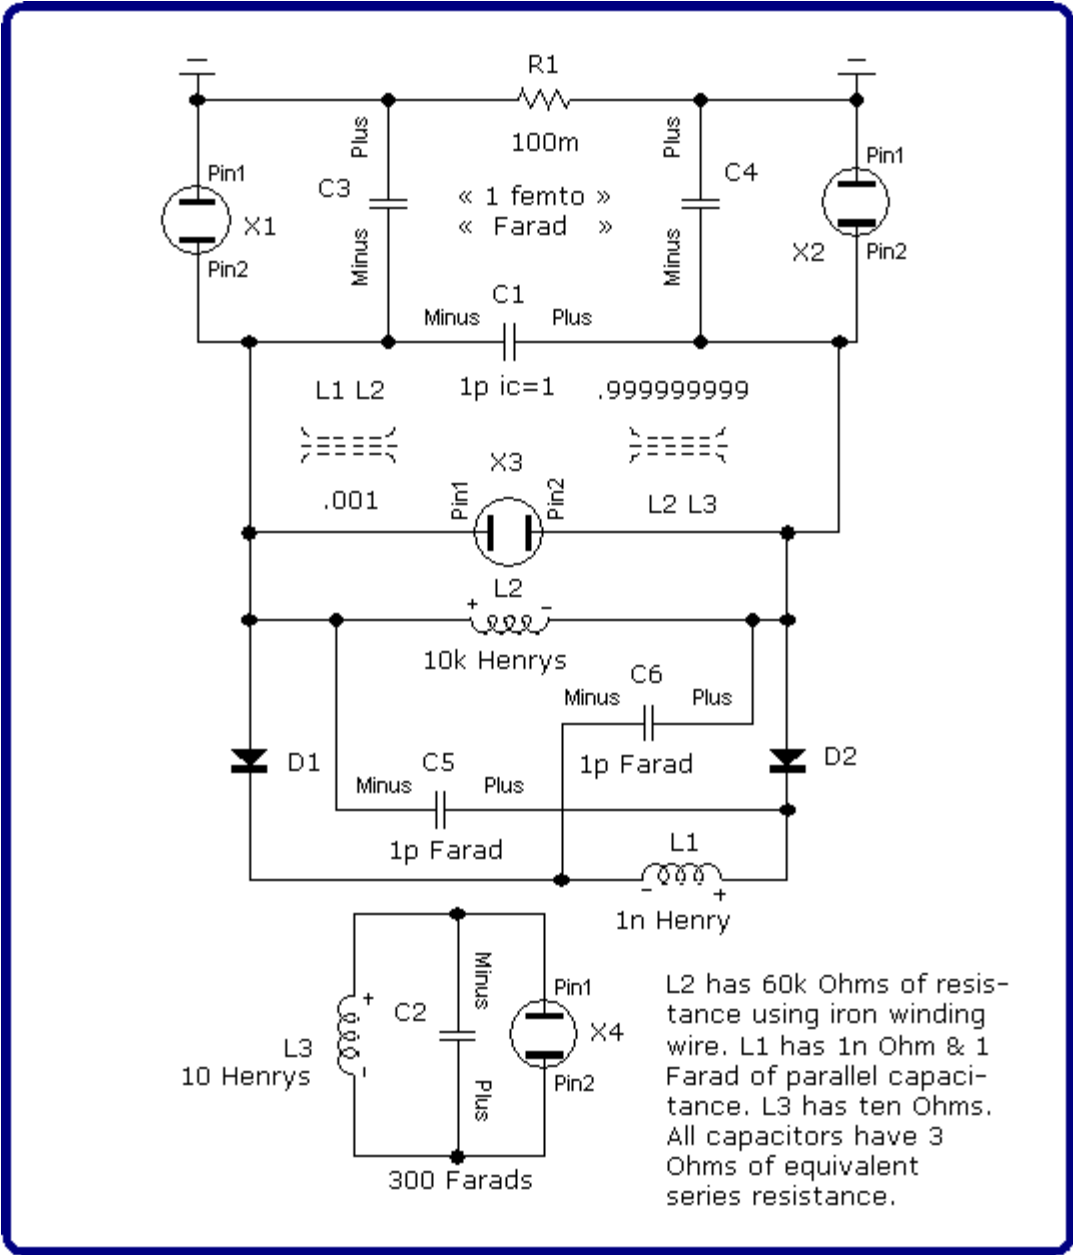 R1
100m
Plus
Plus
Pin1
Pin1
C3
C4
« 1 femto »
« Farad »
X1
X2
Pin2
Pin2
Minus
Minus
C1
Minus
Plus
1p ic=1
L1 L2
.999999999
X3
.001
Pin1
Pin2
L2 L3
L2
+
-
10k Henrys
C6
Minus
Plus
1p Farad
D1
D2
C5
Minus
Plus
1p Farad
L1
-
+
1n Henry
Minus
Pin1
+
C2
X4
L3
10 Henrys
-
Pin2
Plus
300 Farads
L2 has 60k Ohms of resis-
tance using iron winding
wire. L1 has 1n Ohm & 1
Farad of parallel capaci-
tance. L3 has ten Ohms.
All capacitors have 3
Ohms of equivalent
series resistance.